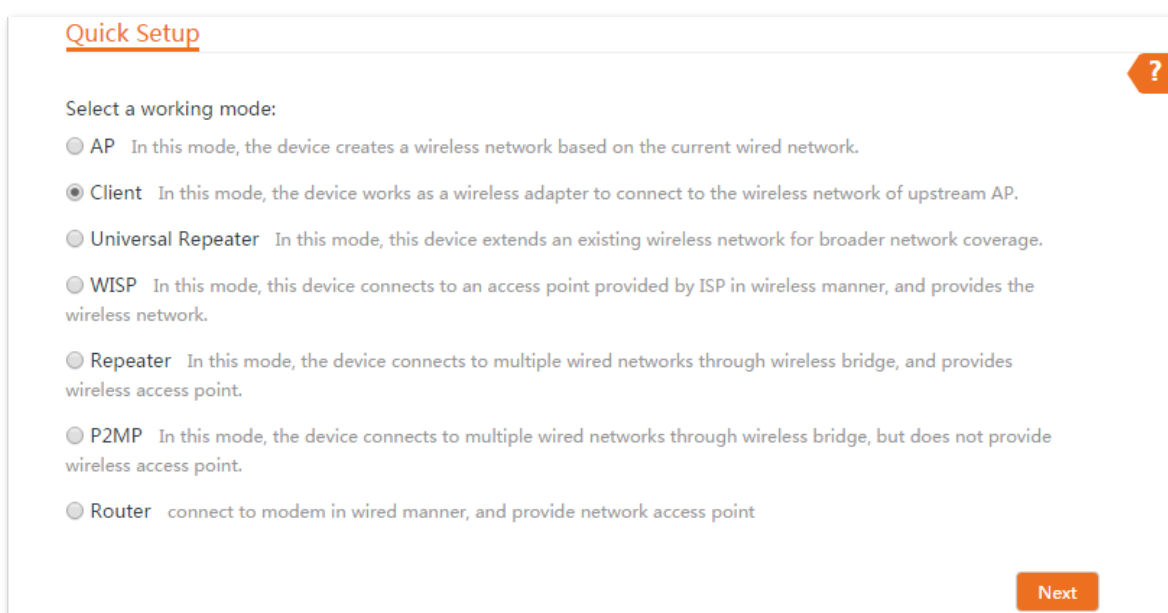 Quick Setup
?
Select a working mode:
AP In this mode, the device creates a wireless network based on the current wired network.
Client In this mode, the device works as a wireless adapter to connect to the wireless network of upstream AP.
Universal Repeater In this mode, this device extends an existing wireless network for broader network coverage.
WISP In this mode, this device connects to an access point provided by ISP in wireless manner, and provides the
wireless network.
Repeater In this mode, the device connects to multiple wired networks through wireless bridge, and provides
wireless access point.
P2MP In this mode, the device connects to multiple wired networks through wireless bridge, but does not provide
wireless access point.
Router connect to modem in wired manner, and provide network access point
Next